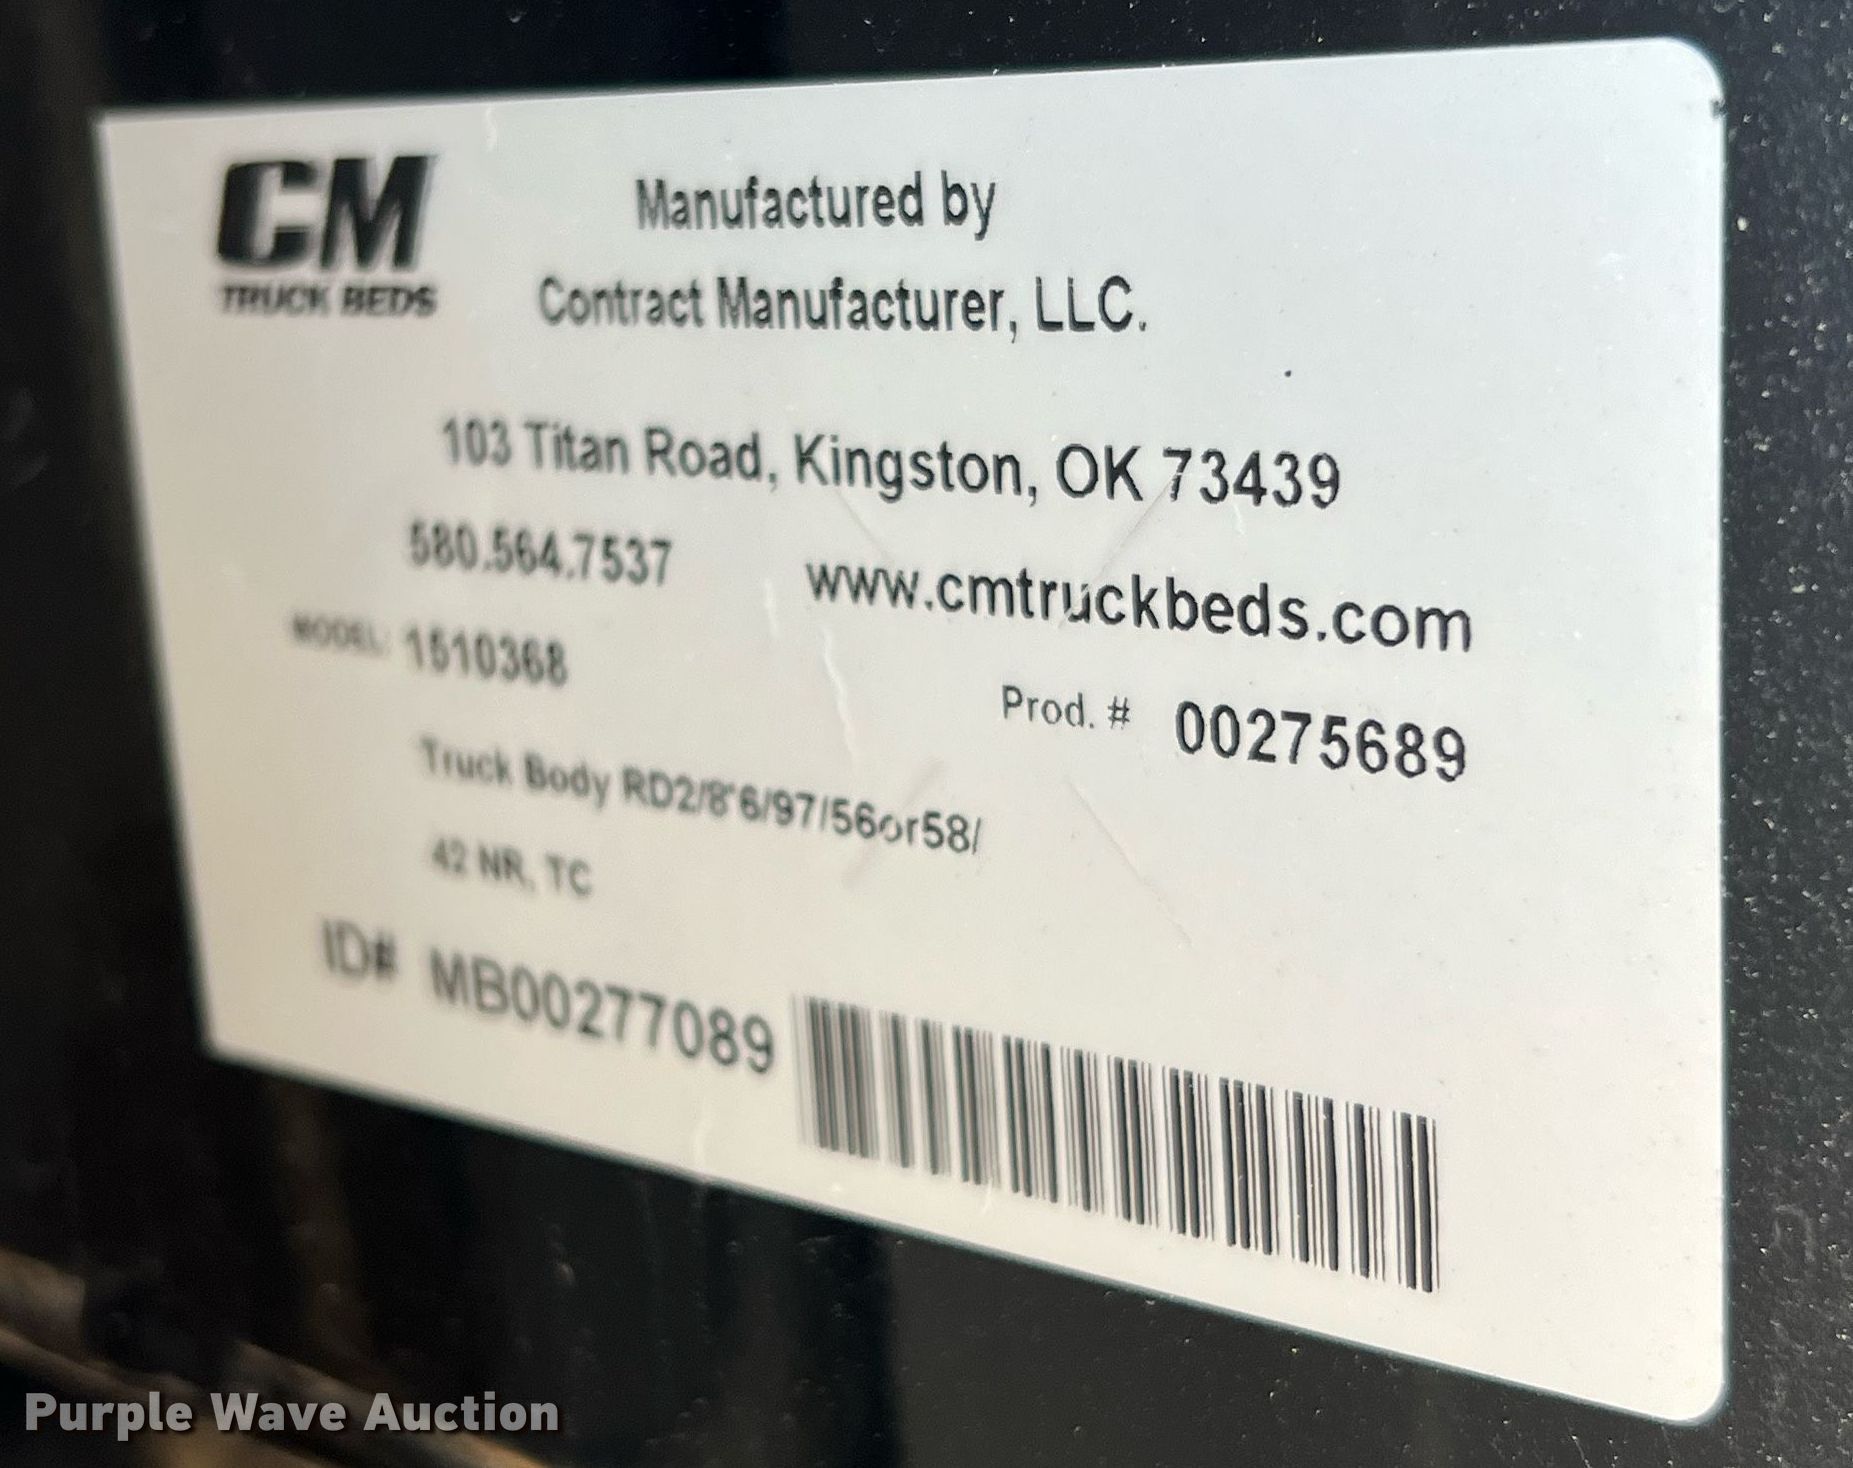 CM
TRUCK BEDS
Manufactured by
Contract Manufacturer, LLC.
103 Titan Road, Kingston, OK 73439
580.564.7537 www.cmtruckbeds.com
MODEL: 1510368
Prod. # 00275689
Truck Body RD2/8'6/97/56or58/
42 NR, TC
ID# MB00277089
Purple Wave Auction